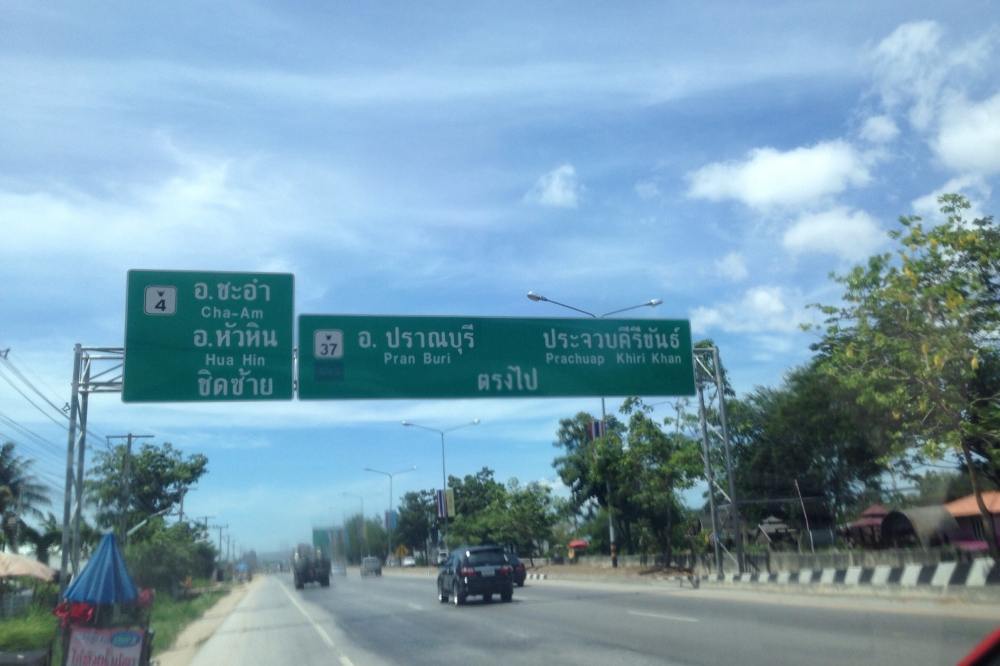 4
อ.ชะอำ
Cha-Am
อ.หัวหิน
Hua Hin
ชิดซ้าย
37
อ. ปราณบุรี
Pran Buri
ประจวบคีรีขันธ์
Prachuap Khiri Khan
ตรงไป